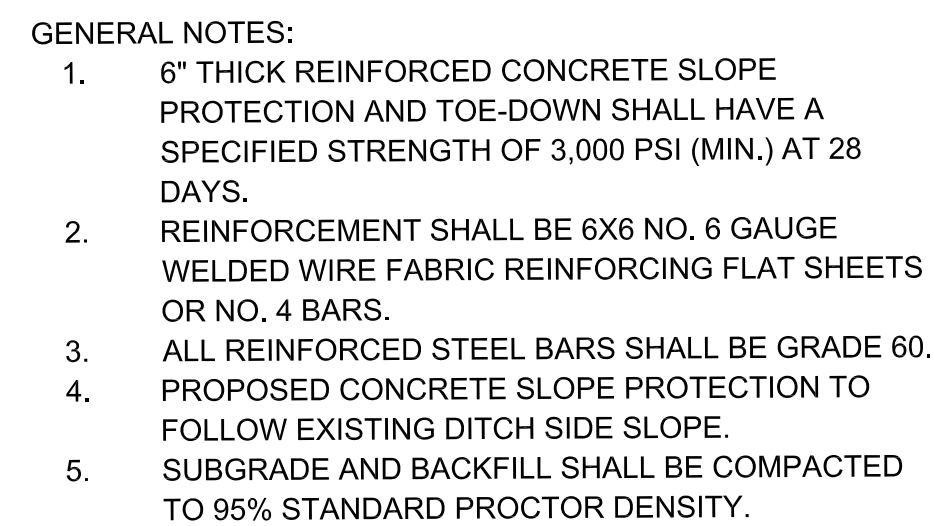 GENERAL NOTES:
1. 6" THICK REINFORCED CONCRETE SLOPE
PROTECTION AND TOE-DOWN SHALL HAVE A
SPECIFIED STRENGTH OF 3,000 PSI (MIN.) AT 28
DAYS.
2. REINFORCEMENT SHALL BE 6X6 NO. 6 GAUGE
WELDED WIRE FABRIC REINFORCING FLAT SHEETS
OR NO. 4 BARS.
3. ALL REINFORCED STEEL BARS SHALL BE GRADE 60.
4. PROPOSED CONCRETE SLOPE PROTECTION TO
FOLLOW EXISTING DITCH SIDE SLOPE.
5. SUBGRADE AND BACKFILL SHALL BE COMPACTED
TO 95% STANDARD PROCTOR DENSITY.